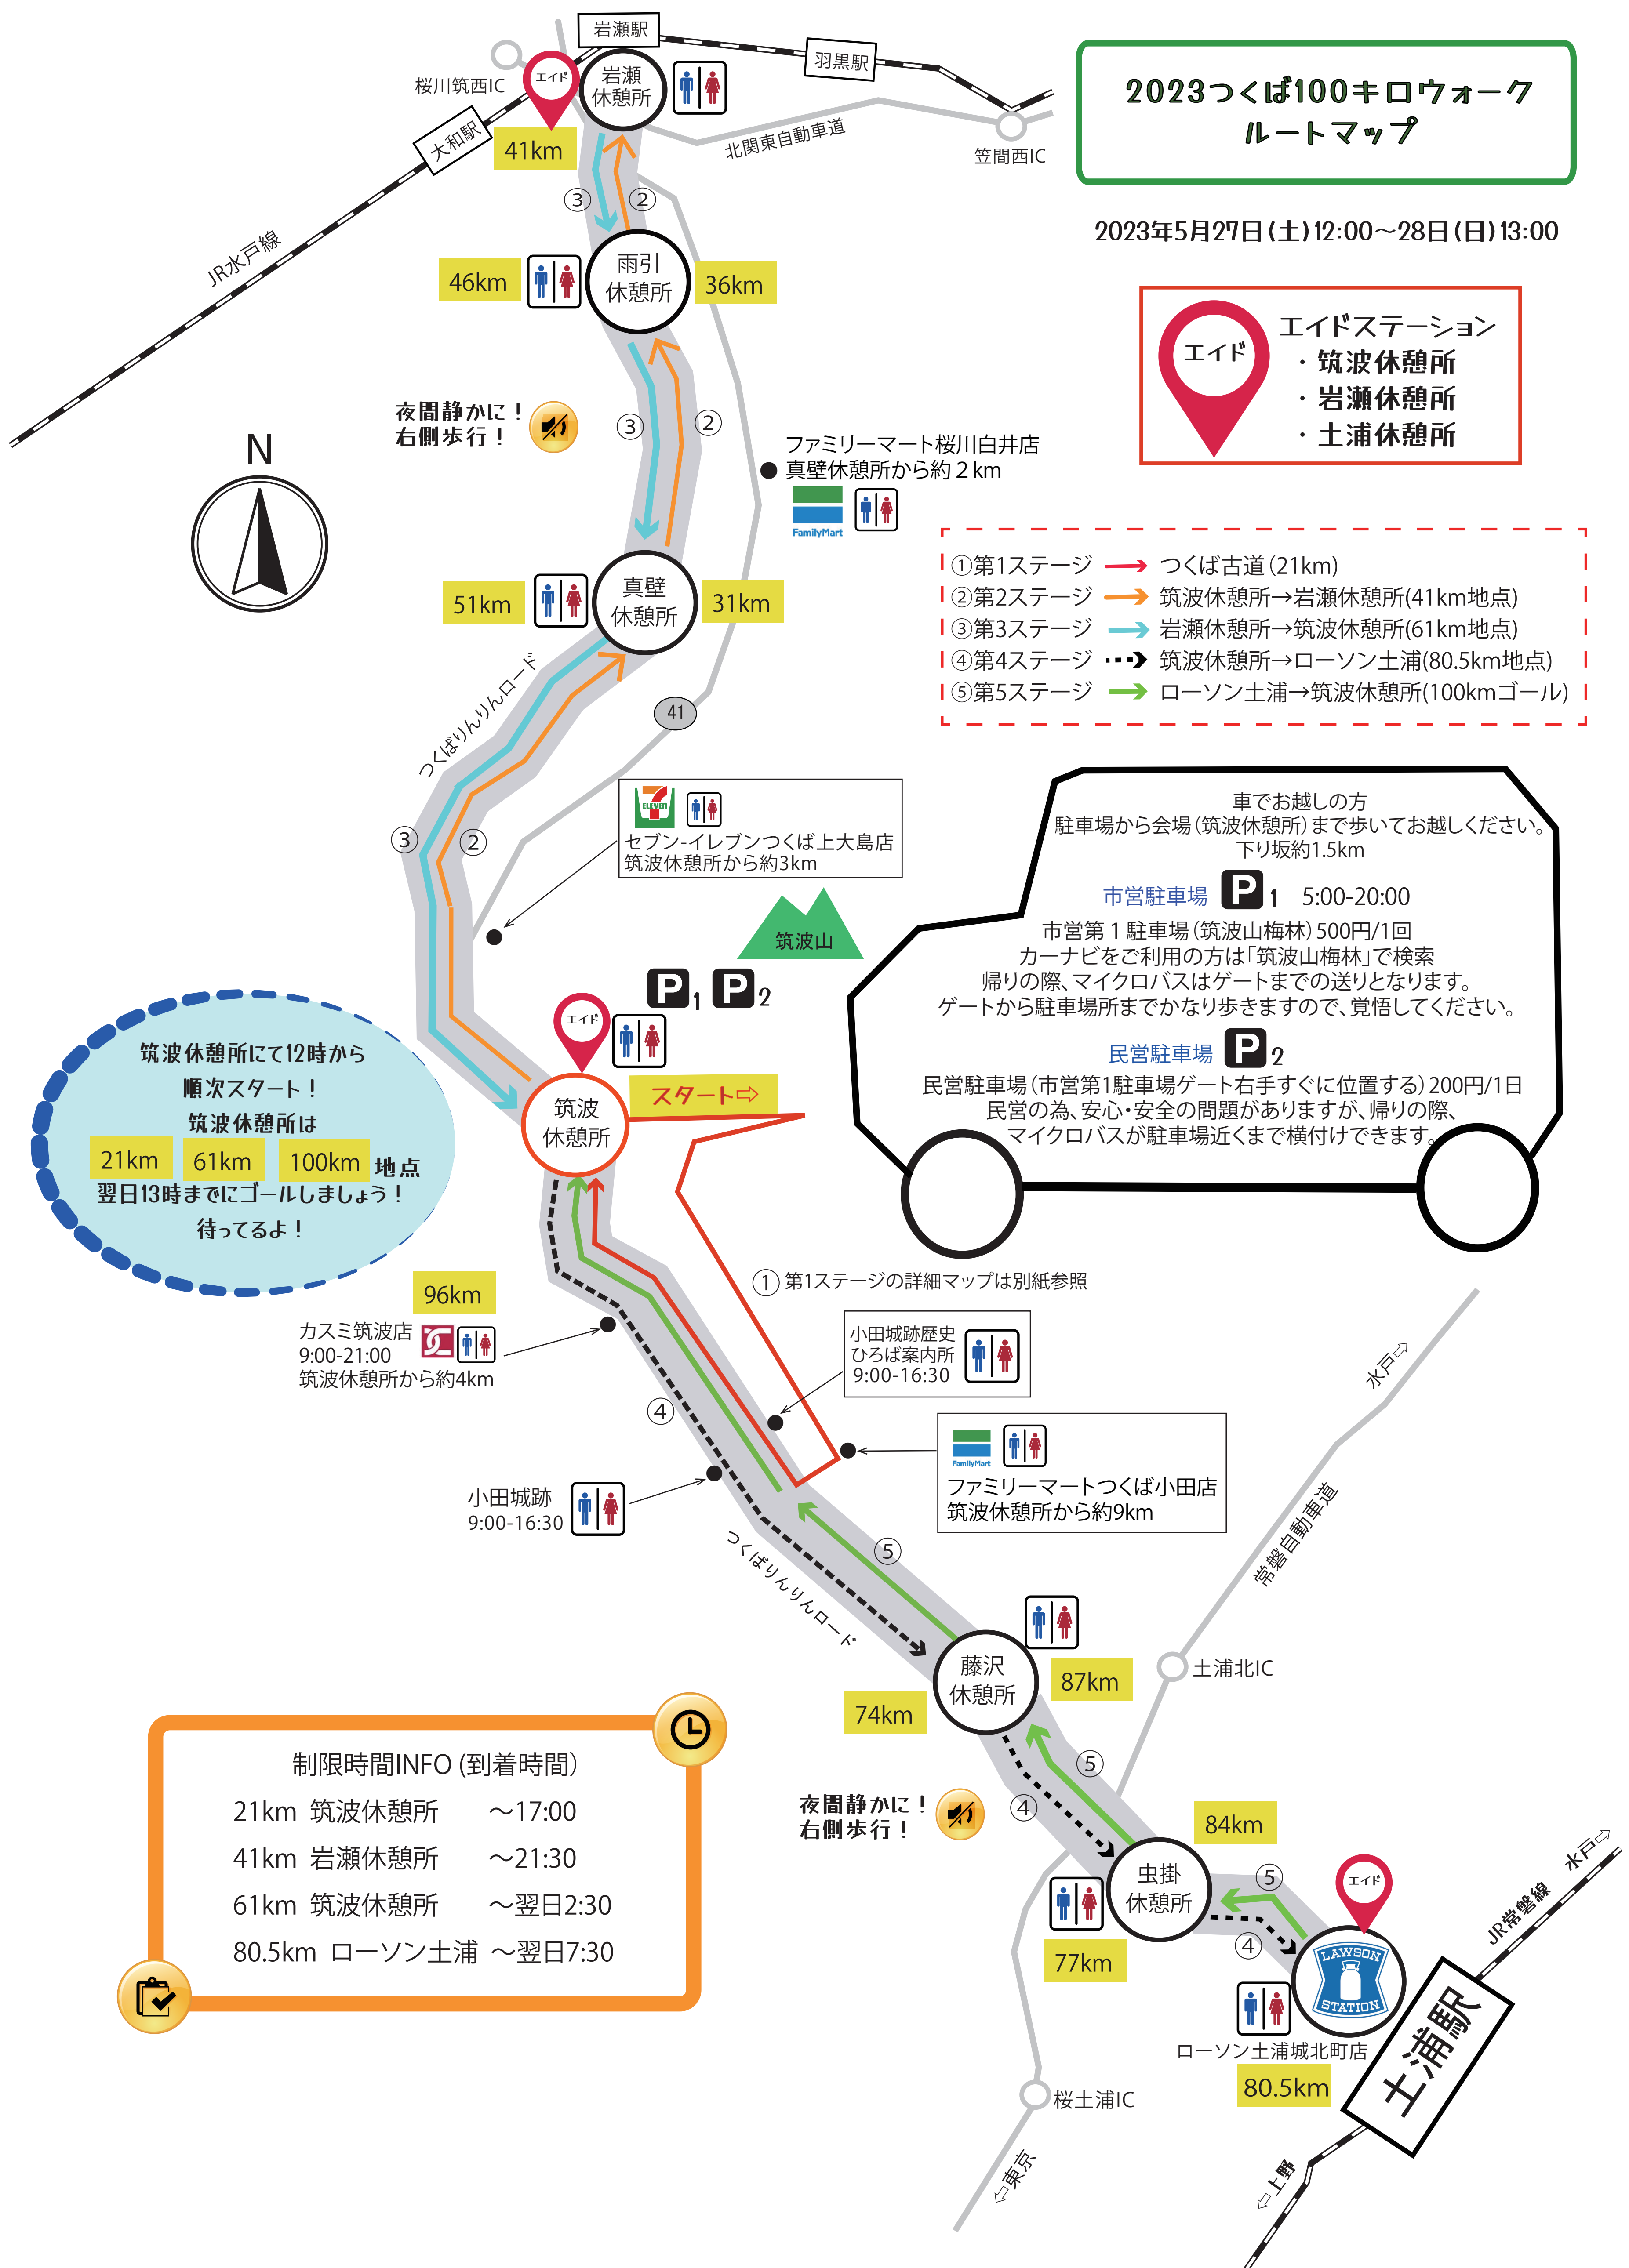 岩瀬駅
羽黒駅
桜川筑西IC
エイド
岩瀬
休憩所
大和駅
41km
北関東自動車道
笠間西IC
2023つくば100キロウォーク
ルートマップ
2023年5月27日(土)12:00～28日(日)13:00
③
②
JR水戸線
46km
雨引
休憩所
36km
エイド
エイドステーション
・筑波休憩所
・岩瀬休憩所
・土浦休憩所
夜間静かに！
右側歩行！
③
②
N
ファミリーマート桜川白井店
真壁休憩所から約２km
FamilyMart
①第1ステージ つくば古道（21km)
②第2ステージ 筑波休憩所→岩瀬休憩所(41km地点)
③第3ステージ 岩瀬休憩所→筑波休憩所(61km地点)
④第4ステージ 筑波休憩所→ローソン土浦(80.5km地点)
⑤第5ステージ ローソン土浦→筑波休憩所(100kmゴール)
51km
真壁
休憩所
31km
つくばりんりんロード
41
③
②
7
ELEVEN
セブン-イレブンつくば上大島店
筑波休憩所から約3km
筑波山
P1
P2
車でお越しの方
駐車場から会場（筑波休憩所）まで歩いてお越しください。
下り坂約1.5km
市営駐車場 P1 5:00-20:00
市営第１駐車場（筑波山梅林）500円/1回
カーナビをご利用の方は「筑波山梅林」で検索
帰りの際、マイクロバスはゲートまでの送りとなります。
ゲートから駐車場所までかなり歩きますので、覚悟してください。
民営駐車場 P2
民営駐車場（市営第1駐車場ゲート右手すぐに位置する）200円/1日
民営の為、安心・安全の問題がありますが、帰りの際、
マイクロバスが駐車場近くまで横付けできます。
エイド
筑波
休憩所
スタート⇨
筑波休憩所にて12時から
順次スタート！
筑波休憩所は
21km 61km 100km 地点
翌日13時までにゴールしましょう！
待ってるよ！
① 第1ステージの詳細マップは別紙参照
96km
カスミ筑波店
9:00-21:00
筑波休憩所から約4km
小田城跡歴史
ひろば案内所
9:00-16:30
④
FamilyMart
ファミリーマートつくば小田店
筑波休憩所から約9km
小田城跡
9:00-16:30
つくばりんりんロード
⑤
水戸⇨
常磐自動車道
藤沢
休憩所
87km
74km
土浦北IC
⑤
④
夜間静かに！
右側歩行！
84km
虫掛
休憩所
77km
⑤
④
エイド
LAWSON
STATION
ローソン土浦城北町店
80.5km
水戸⇨
JR常磐線
土浦駅
桜土浦IC
⇦東京
⇦上野
制限時間INFO (到着時間）
21km 筑波休憩所 ～17:00
41km 岩瀬休憩所 ～21:30
61km 筑波休憩所 ～翌日2:30
80.5km ローソン土浦 ～翌日7:30